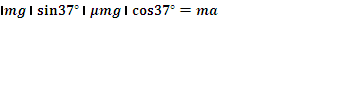 Img I sin37° I μmg I cos37° = ma